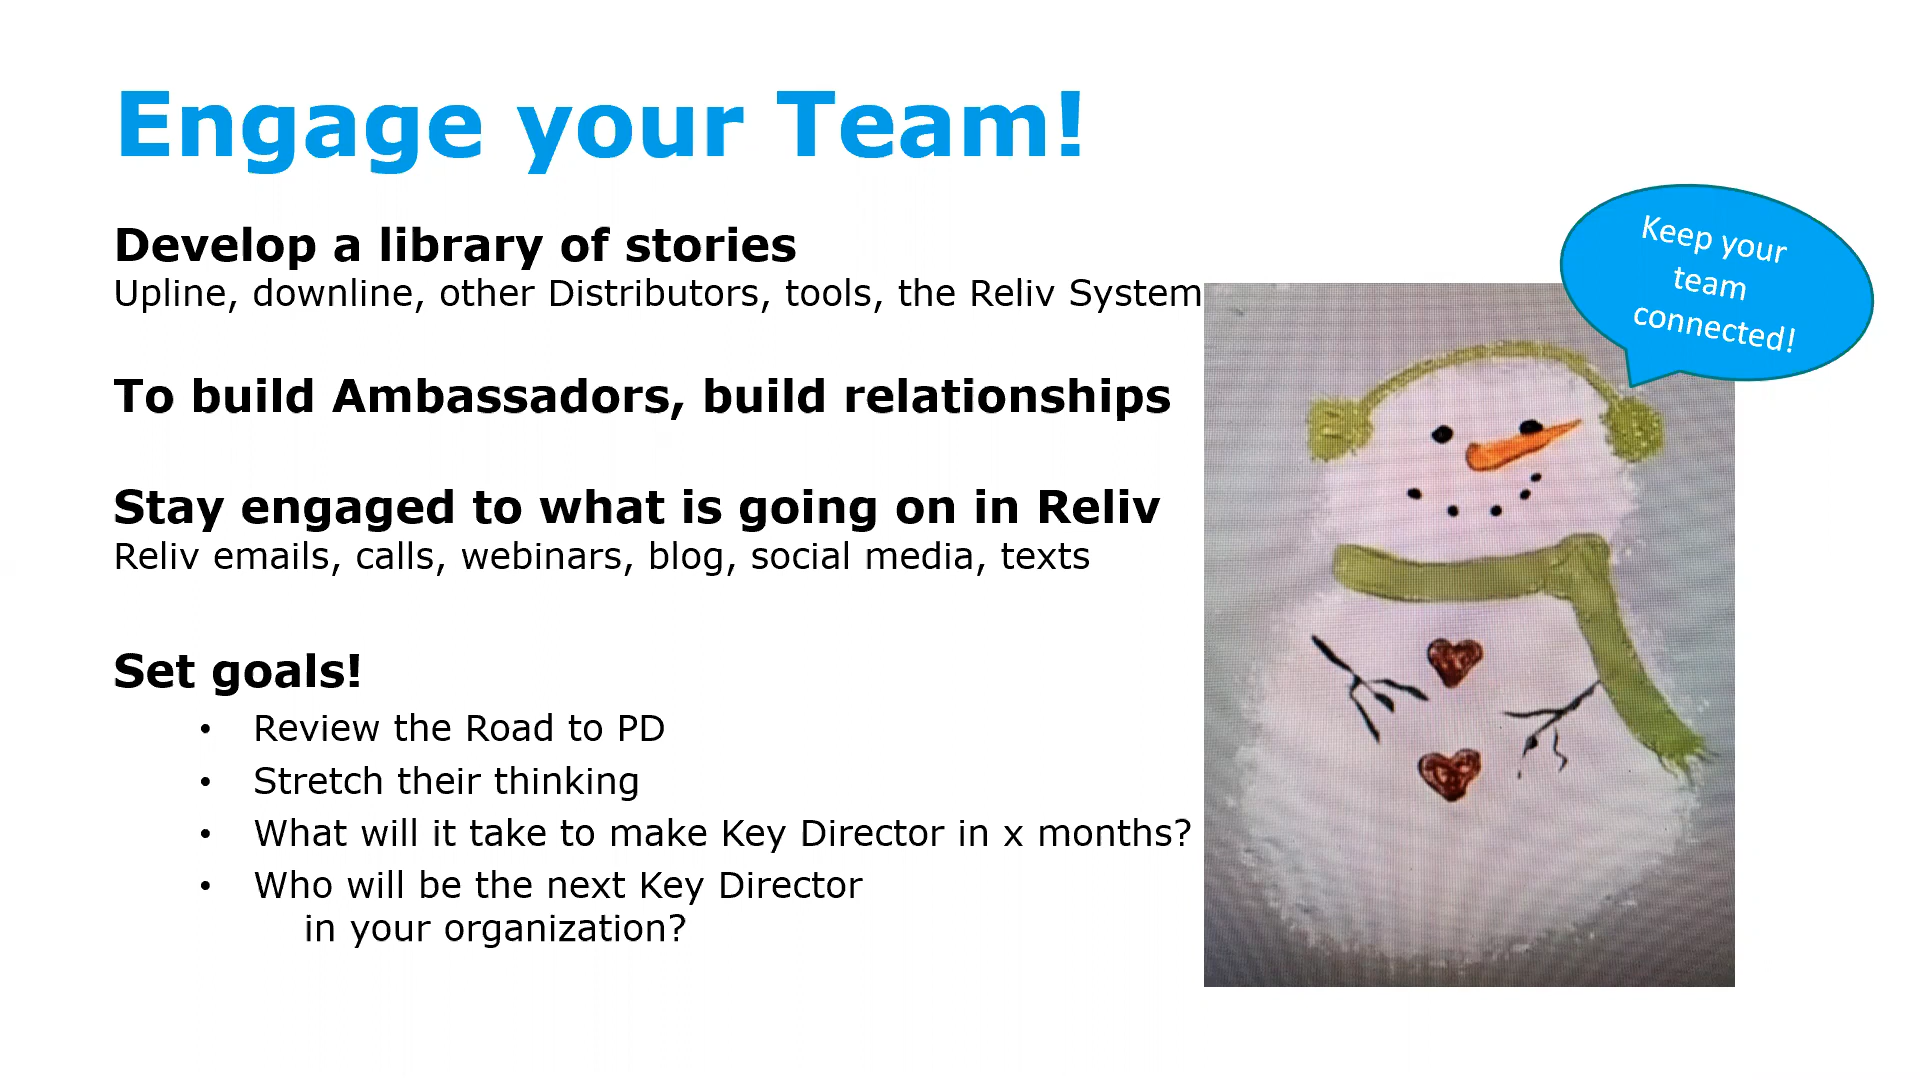 Engage your Team!
Develop a library of stories
Upline, downline, other Distributors, tools, the Reliv System
To build Ambassadors, build relationships
Stay engaged to what is going on in Reliv
Reliv emails, calls, webinars, blog, social media, texts
Set goals!
• Review the Road to PD
• Stretch their thinking
• What will it take to make Key Director in x months?
• Who will be the next Key Director
in your organization?
Keep your
team
connected!